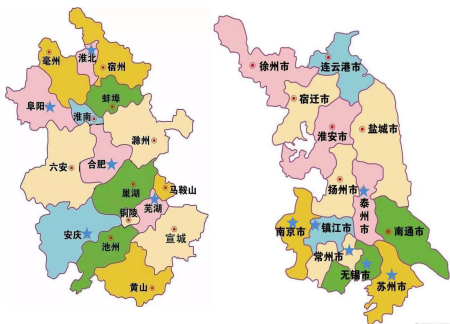 亳州
淮北
宿州
阜阳
蚌埠
淮南
滁州
六安
合肥
巢湖
马鞍山
芜湖
铜陵
安庆
池州
宣城
黄山
徐州市
连云港市
宿迁市
淮安市
盐城市
扬州市
泰州市
南京市
镇江市
南通市
常州市
无锡市
苏州市